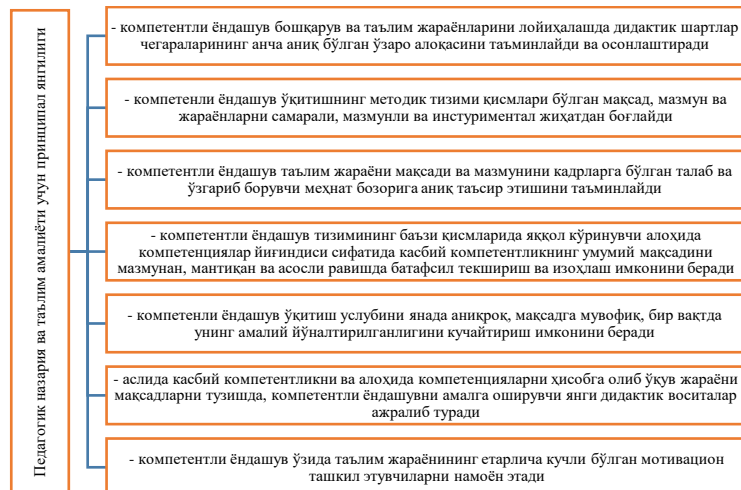 Педагогик назария ва таълим амалиёти учун принципал янгилиги
- компетентли ёндашув бошқарув ва таълим жараёнларини лойиҳалашда дидактик шартлар
чегараларининг анча аниқ бўлган ўзаро алоқасини таъминлайди ва осонлаштиради
- компетенли ёндашув ўқитишнинг методик тизими қисмлари бўлган мақсад, мазмун ва
жараёнларни самарали, мазмунли ва инстуриментал жиҳатдан боғлайди
- компетентли ёндашув таълим жараёни мақсади ва мазмунини кадрларга бўлган талаб ва
ўзгариб борувчи меҳнат бозорига аниқ таъсир этишини таъминлайди
- компетентли ёндашув тизимининг баъзи қисмларида яққол кўринувчи алоҳида
компетенциялар йиғиндиси сифатида касбий компетентликнинг умумий мақсадини
мазмунан, мантиқан ва асосли равишда батафсил текшириш ва изоҳлаш имконини беради
- компетенли ёндашув ўқитиш услубини янада аниқроқ, мақсадга мувофиқ, бир вақтда
унинг амалий йўналтирилганлигини кучайтириш имконини беради
- аслида касбий компетентликни ва алоҳида компетенцияларни ҳисобга олиб ўқув жараёни
мақсадларни тузишда, компетентли ёндашувни амалга оширувчи янги дидактик воситалар
ажралиб туради
- компетентли ёндашув ўзида таълим жараёнининг етарлича кучли бўлган мотивацион
ташкил этувчиларни намоён этади